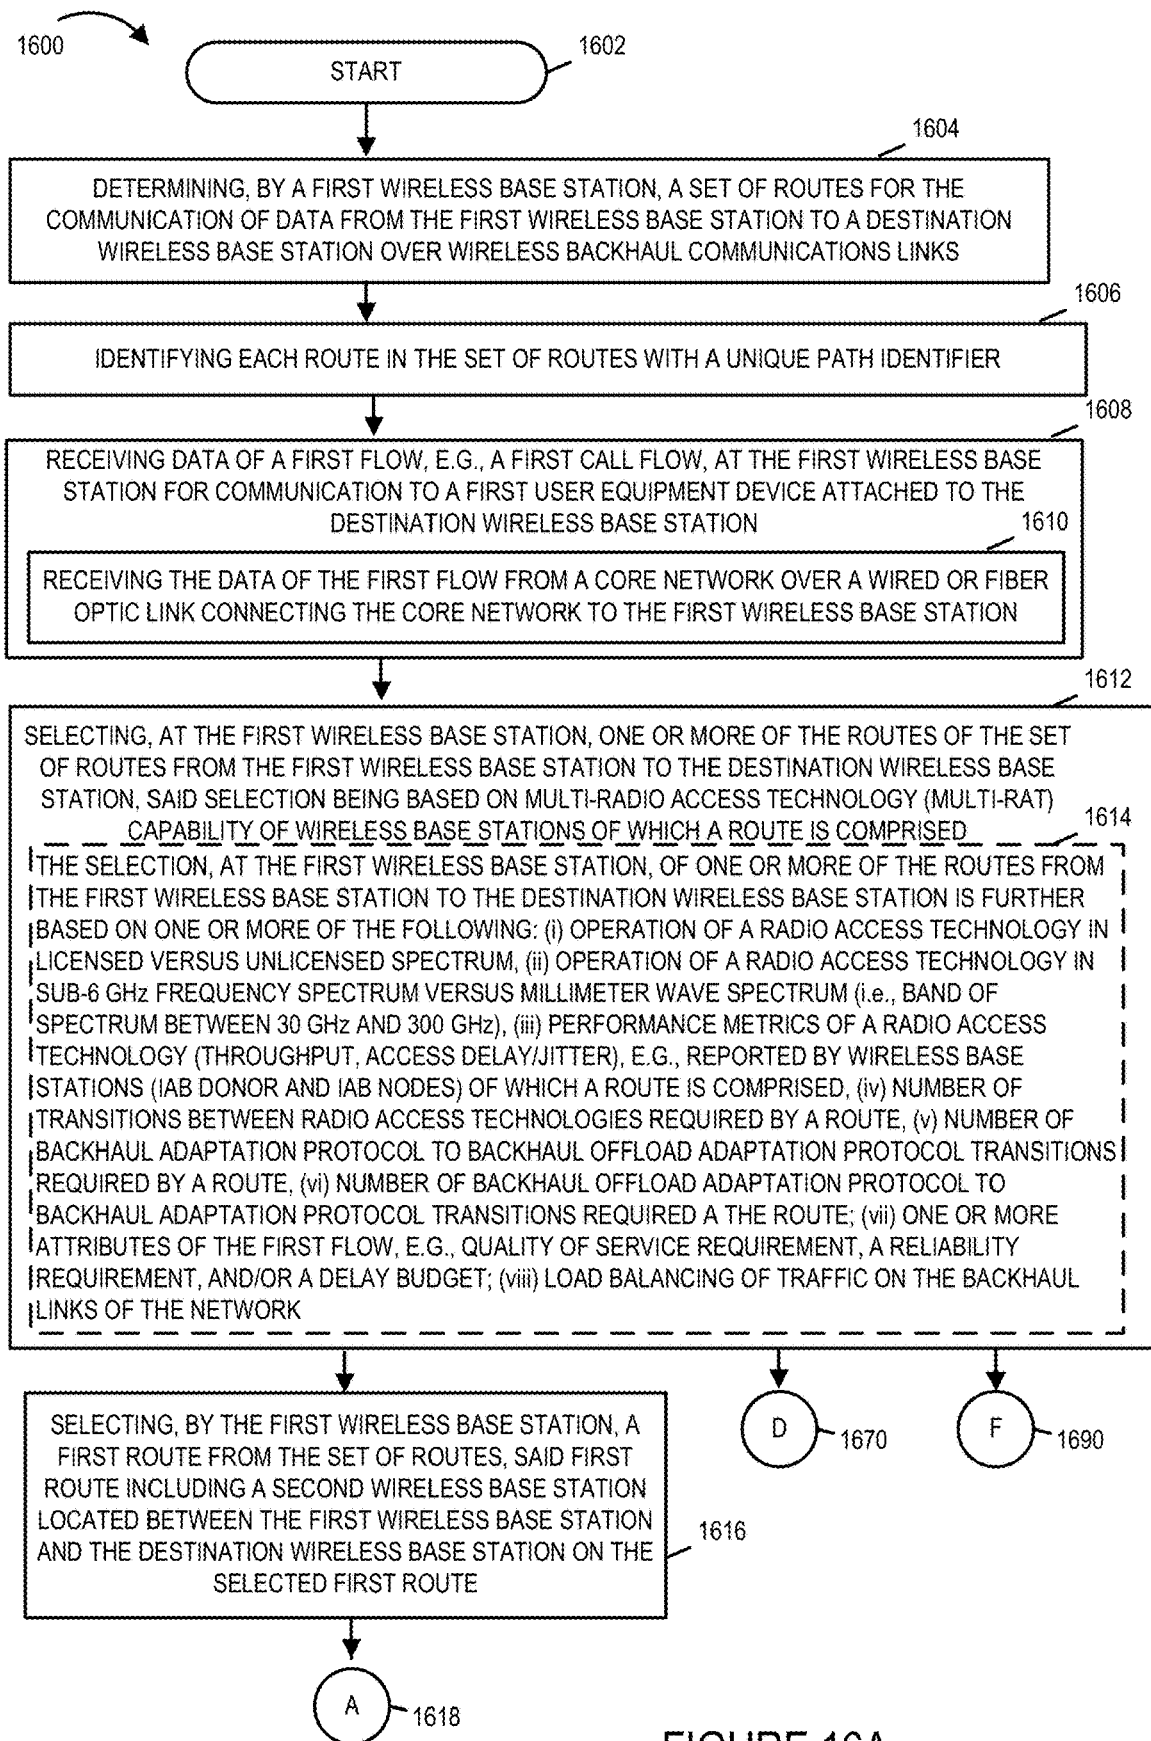 1600
START
1602
1604
DETERMINING, BY A FIRST WIRELESS BASE STATION, A SET OF ROUTES FOR THE
COMMUNICATION OF DATA FROM THE FIRST WIRELESS BASE STATION TO A DESTINATION
WIRELESS BASE STATION OVER WIRELESS BACKHAUL COMMUNICATIONS LINKS
1606
IDENTIFYING EACH ROUTE IN THE SET OF ROUTES WITH A UNIQUE PATH IDENTIFIER
1608
RECEIVING DATA OF A FIRST FLOW, E.G., A FIRST CALL FLOW, AT THE FIRST WIRELESS BASE
STATION FOR COMMUNICATION TO A FIRST USER EQUIPMENT DEVICE ATTACHED TO THE
DESTINATION WIRELESS BASE STATION
1610
RECEIVING THE DATA OF THE FIRST FLOW FROM A CORE NETWORK OVER A WIRED OR FIBER
OPTIC LINK CONNECTING THE CORE NETWORK TO THE FIRST WIRELESS BASE STATION
1612
SELECTING, AT THE FIRST WIRELESS BASE STATION, ONE OR MORE OF THE ROUTES OF THE SET
OF ROUTES FROM THE FIRST WIRELESS BASE STATION TO THE DESTINATION WIRELESS BASE
STATION, SAID SELECTION BEING BASED ON MULTI-RADIO ACCESS TECHNOLOGY (MULTI-RAT)
CAPABILITY OF WIRELESS BASE STATIONS OF WHICH A ROUTE IS COMPRISED
1614
THE SELECTION, AT THE FIRST WIRELESS BASE STATION, OF ONE OR MORE OF THE ROUTES FROM
THE FIRST WIRELESS BASE STATION TO THE DESTINATION WIRELESS BASE STATION IS FURTHER
BASED ON ONE OR MORE OF THE FOLLOWING: (i) OPERATION OF A RADIO ACCESS TECHNOLOGY IN
LICENSED VERSUS UNLICENSED SPECTRUM, (ii) OPERATION OF A RADIO ACCESS TECHNOLOGY IN
SUB-6 GHz FREQUENCY SPECTRUM VERSUS MILLIMETER WAVE SPECTRUM (i.e., BAND OF
SPECTRUM BETWEEN 30 GHz AND 300 GHz), (iii) PERFORMANCE METRICS OF A RADIO ACCESS
TECHNOLOGY (THROUGHPUT, ACCESS DELAY/JITTER), E.G., REPORTED BY WIRELESS BASE
STATIONS (IAB DONOR AND IAB NODES) OF WHICH A ROUTE IS COMPRISED, (iv) NUMBER OF
TRANSITIONS BETWEEN RADIO ACCESS TECHNOLOGIES REQUIRED BY A ROUTE, (v) NUMBER OF
BACKHAUL ADAPTATION PROTOCOL TO BACKHAUL OFFLOAD ADAPTATION PROTOCOL TRANSITIONS
REQUIRED BY A ROUTE, (vi) NUMBER OF BACKHAUL OFFLOAD ADAPTATION PROTOCOL TO
BACKHAUL ADAPTATION PROTOCOL TRANSITIONS REQUIRED A THE ROUTE; (vii) ONE OR MORE
ATTRIBUTES OF THE FIRST FLOW, E.G., QUALITY OF SERVICE REQUIREMENT, A RELIABILITY
REQUIREMENT, AND/OR A DELAY BUDGET; (viii) LOAD BALANCING OF TRAFFIC ON THE BACKHAUL
LINKS OF THE NETWORK
SELECTING, BY THE FIRST WIRELESS BASE STATION, A
FIRST ROUTE FROM THE SET OF ROUTES, SAID FIRST
ROUTE INCLUDING A SECOND WIRELESS BASE STATION
LOCATED BETWEEN THE FIRST WIRELESS BASE STATION
AND THE DESTINATION WIRELESS BASE STATION ON THE
SELECTED FIRST ROUTE
1616
D
1670
F
1690
A
1618
FIGURE 16A